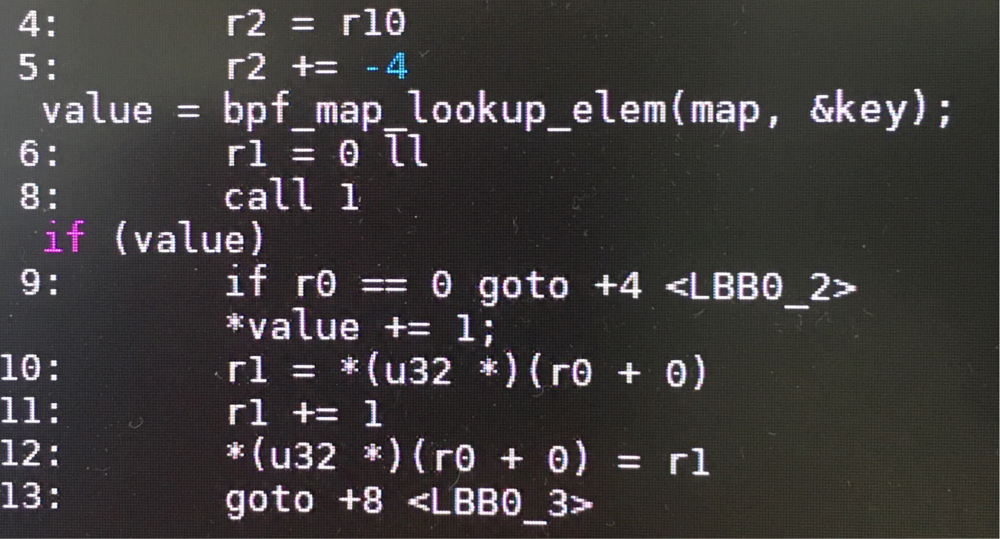 4: r2 = r10
5: r2 += -4
value = bpf_map_lookup_elem(map, &key);
6: r1 = 0 ll
8: call 1
if (value)
9: if r0 == 0 goto +4 <LBB0_2>
*value += 1;
10: r1 = *(u32 *)(r0 + 0)
11: r1 += 1
12: *(u32 *)(r0 + 0) = r1
13: goto +8 <LBB0_3>